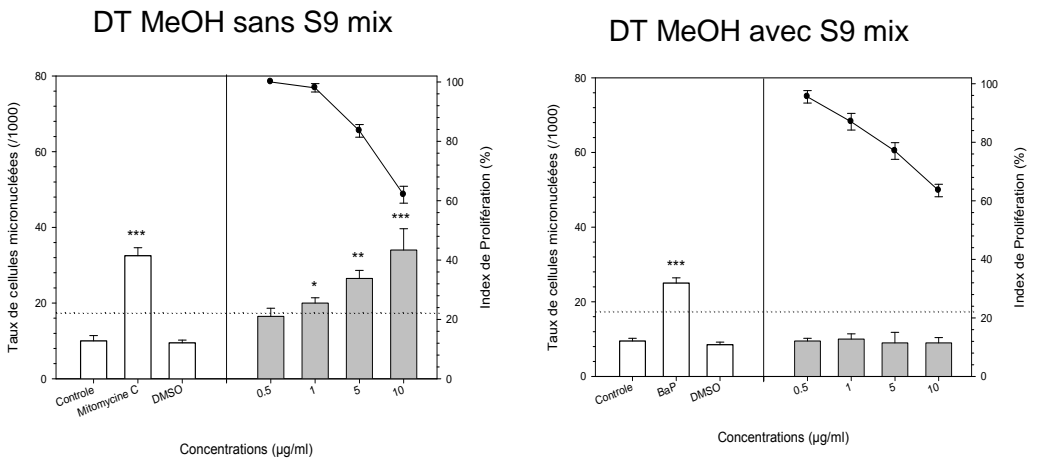 DT MeOH sans S9 mix
Taux de cellules micronucléées (/1000)
80
60
40
20
0
***
*
**
***
100
80
60
40
20
0
Index de Prolifération (%)
Controle
Mitomycine C
DMSO
0.5
1
5
10
Concentrations (µg/ml)
DT MeOH avec S9 mix
Taux de cellules micronucléées (/1000)
80
60
40
20
0
***
100
80
60
40
20
0
Index de Prolifération (%)
Controle
BaP
DMSO
0.5
1
5
10
Concentrations (µg/ml)